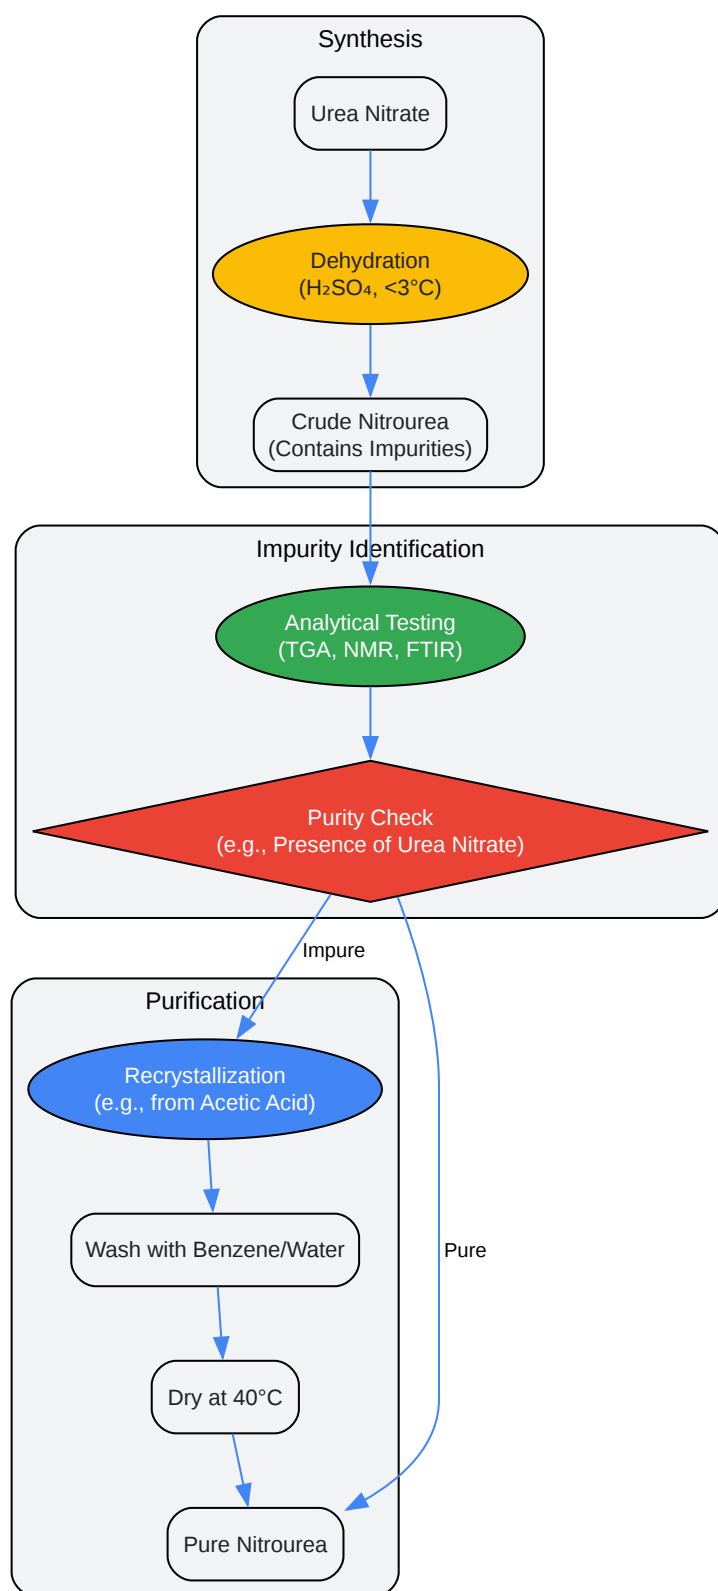 Synthesis
Urea Nitrate
Dehydration
(H₂SO₄, <3°C)
Crude Nitrourea
(Contains Impurities)
Impurity Identification
Analytical Testing
(TGA, NMR, FTIR)
Purity Check
(e.g., Presence of Urea Nitrate)
Impure
Purification
Recrystallization
(e.g., from Acetic Acid)
Wash with Benzene/Water
Pure
Dry at 40°C
Pure Nitrourea